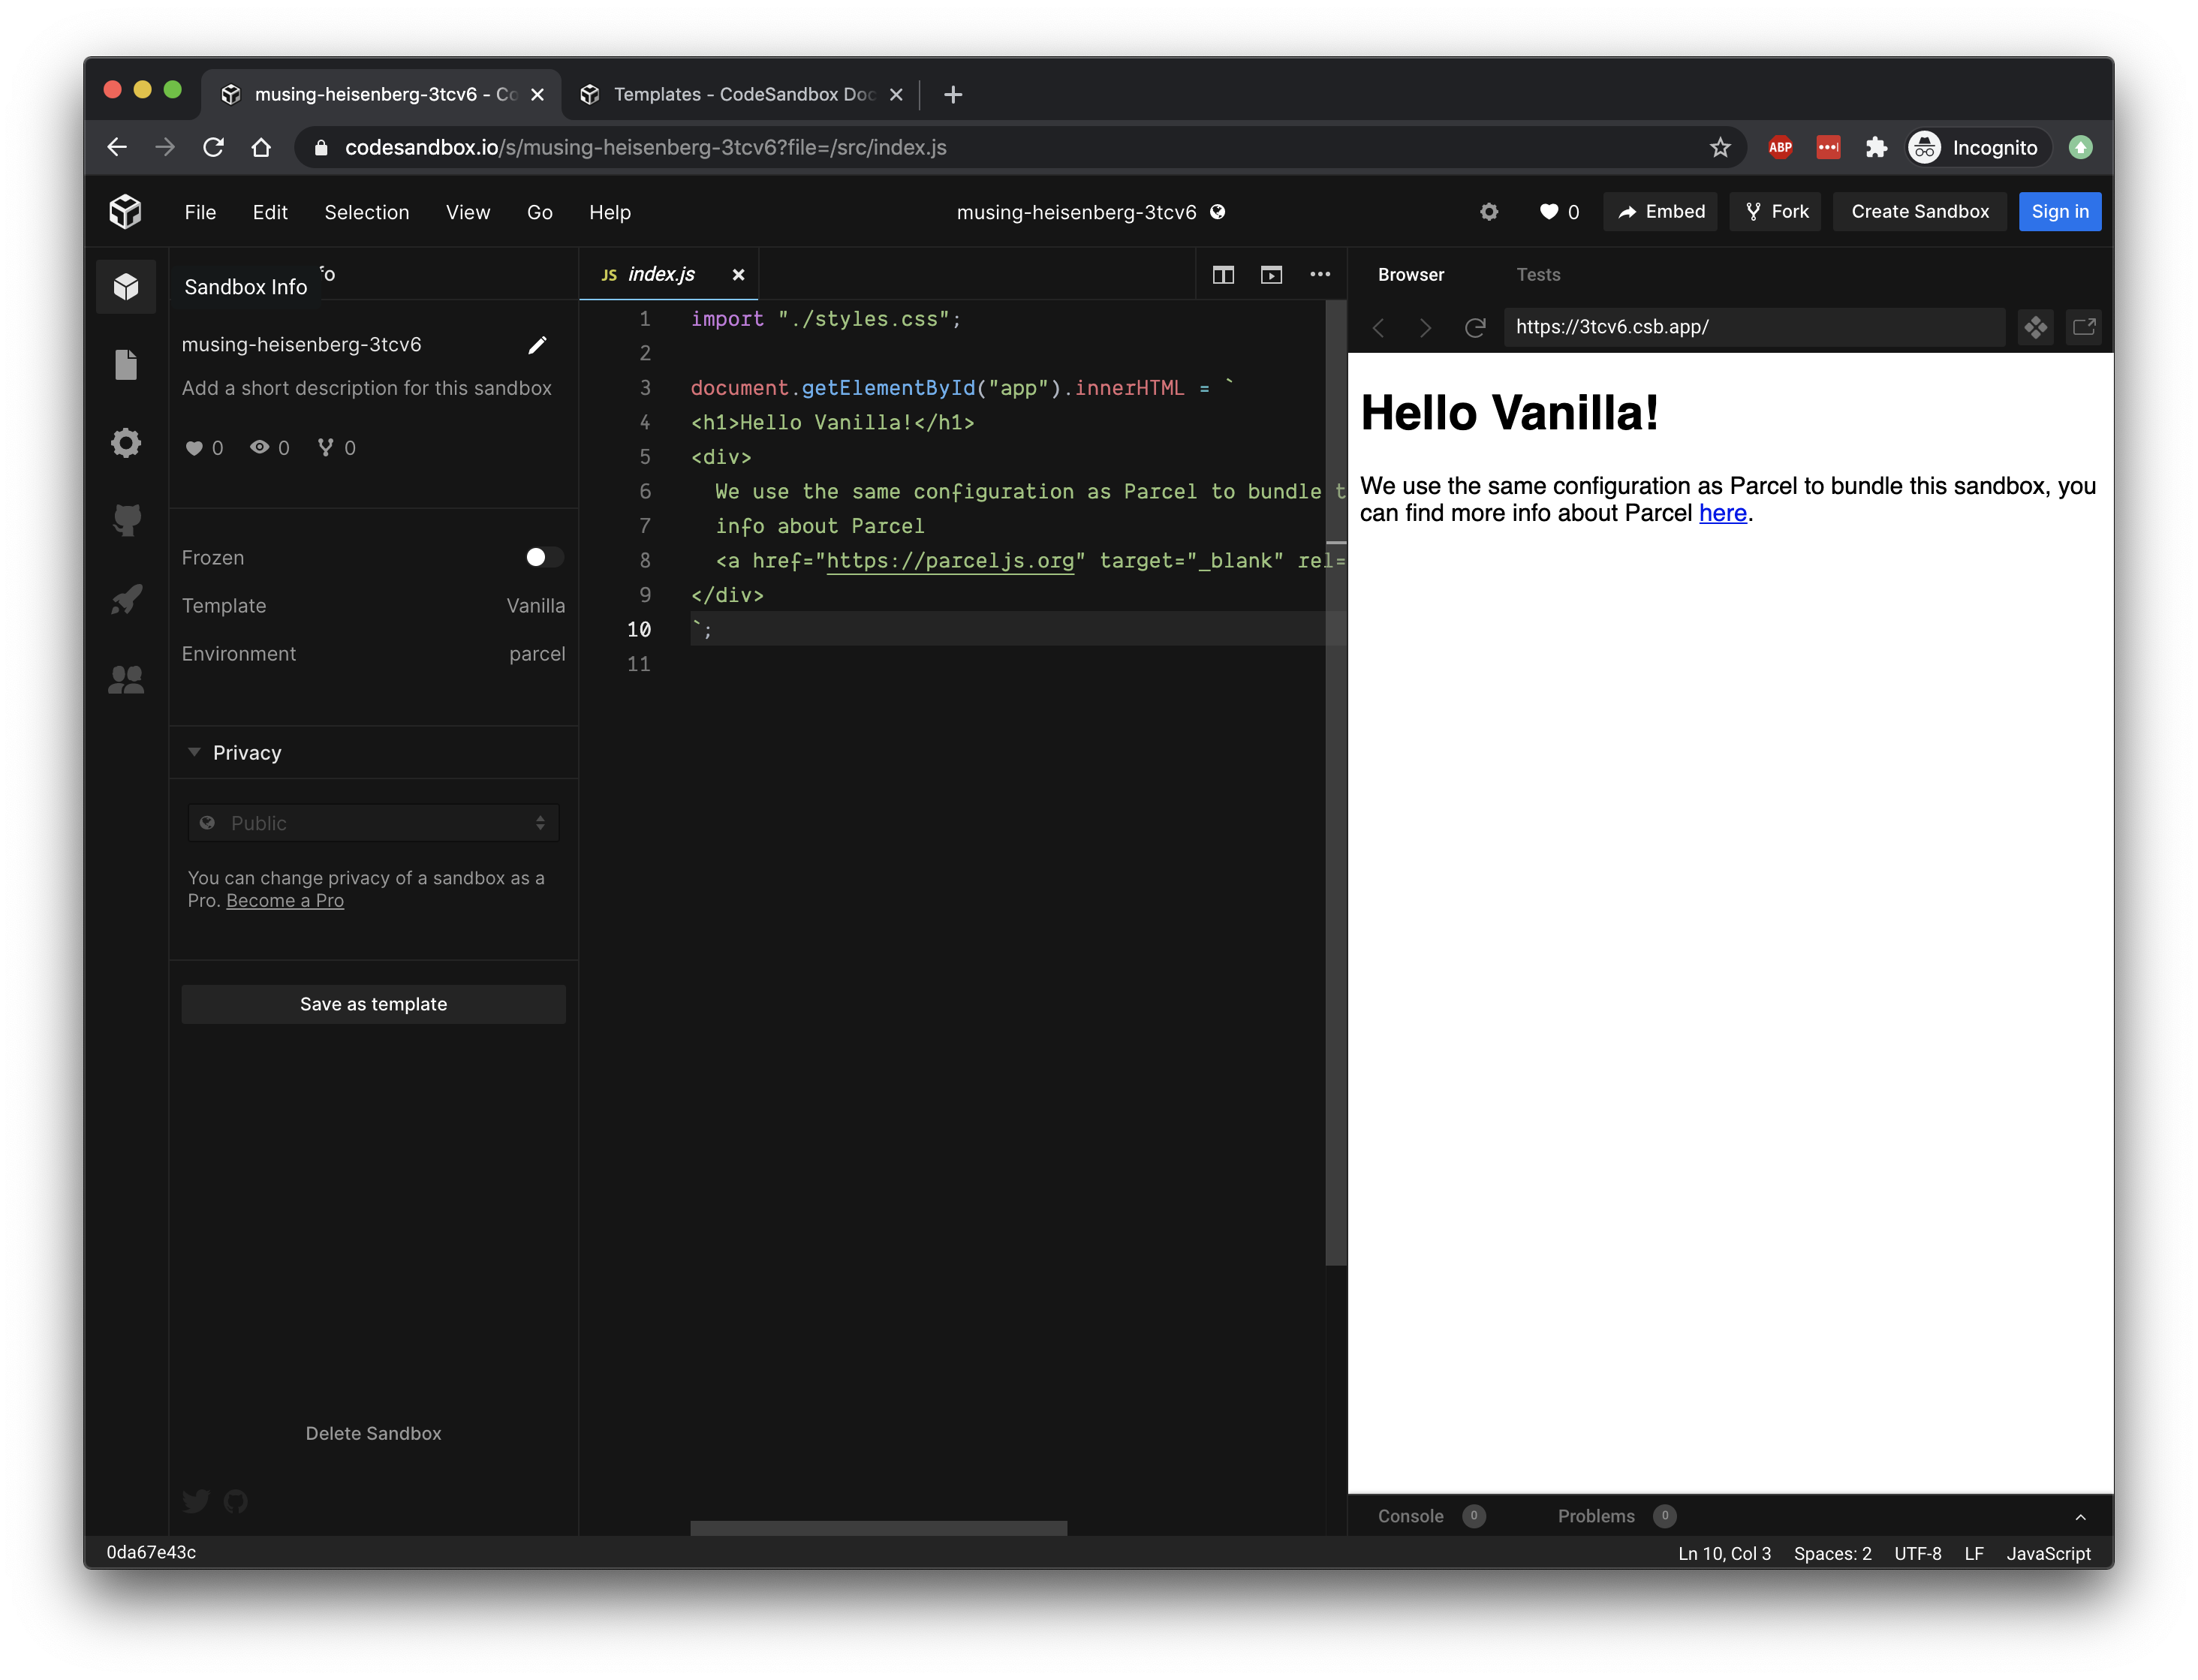 musing-heisenberg-3tcv6 - Co
Templates - CodeSandbox Doc
codesandbox.io/s/musing-heisenberg-3tcv6?file=/src/index.js
ABP
Incognito
File Edit Selection View Go Help
musing-heisenberg-3tcv6
0
Embed
Fork
Create Sandbox
Sign in
Sandbox Info
fo
musing-heisenberg-3tcv6
Add a short description for this sandbox
0 0 0
Frozen
Template Vanilla
Environment parcel
Privacy
Public
You can change privacy of a sandbox as a
Pro. Become a Pro
Save as template
Delete Sandbox
JS index.js
1 import "./styles.css";
2
3 document.getElementById("app").innerHTML = `
4 <h1>Hello Vanilla!</h1>
5 <div>
6 We use the same configuration as Parcel to bundle t
7 info about Parcel
8 <a href="https://parceljs.org" target="_blank" rel=
9 </div>
10 `;
11
Browser Tests
https://3tcv6.csb.app/
Hello Vanilla!
We use the same configuration as Parcel to bundle this sandbox, you
can find more info about Parcel here.
Console 0 Problems 0
0da67e43c
Ln 10, Col 3 Spaces: 2 UTF-8 LF JavaScript